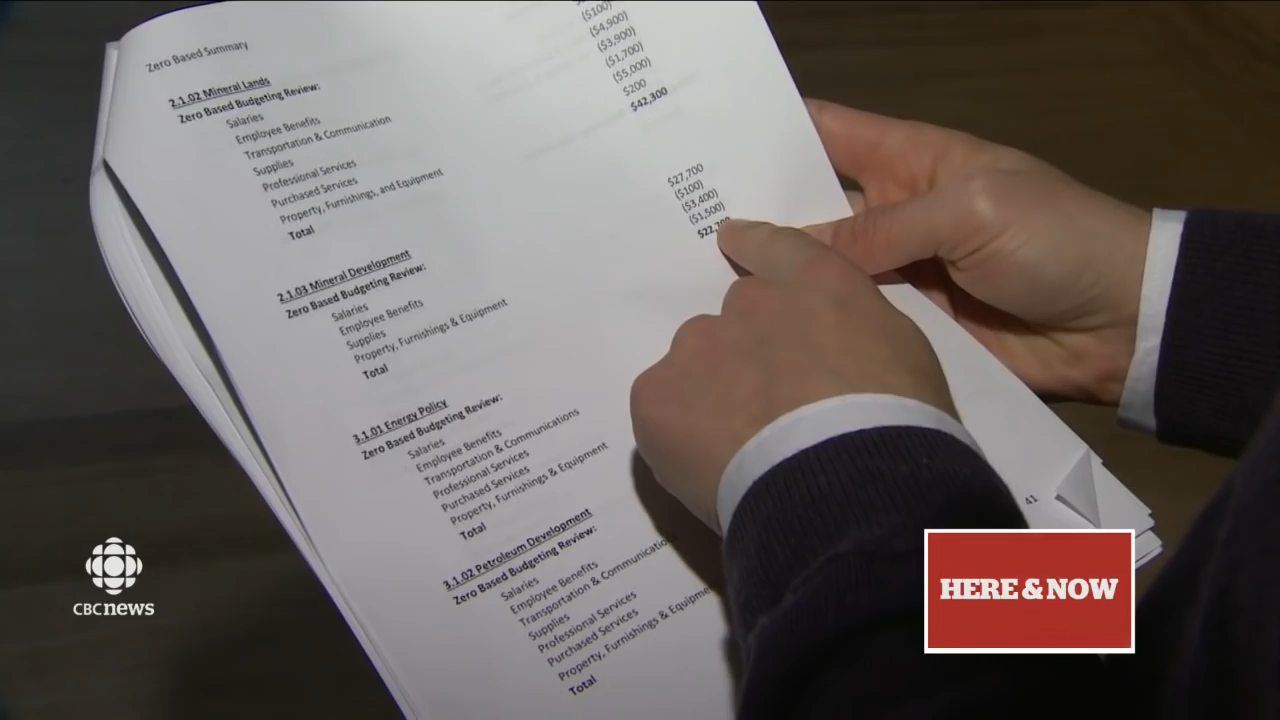 Zero Based Summary
2.1.02 Mineral Lands
Zero Based Budgeting Review:
Salaries
Employee Benefits ($100)
Transportation & Communication ($4,900)
Supplies ($3,900)
Professional Services ($1,700)
Purchased Services ($5,000)
Property, Furnishings, and Equipment $200
Total $42,300
2.1.03 Mineral Development
Zero Based Budgeting Review:
Salaries $27,700
Employee Benefits ($100)
Supplies ($3,400)
Property, Furnishings & Equipment ($1,500)
Total
3.1.01 Energy Policy
Zero Based Budgeting Review:
Salaries
Employee Benefits
Transportation & Communications
Professional Services
Purchased Services
Property, Furnishings & Equipment
Total
3.1.02 Petroleum Development
Zero Based Budgeting Review:
Salaries
Employee Benefits
Transportation & Communications
Supplies
Professional Services
Purchased Services
Property, Furnishings & Equipme
Total
41
CBC news
HERE & NOW